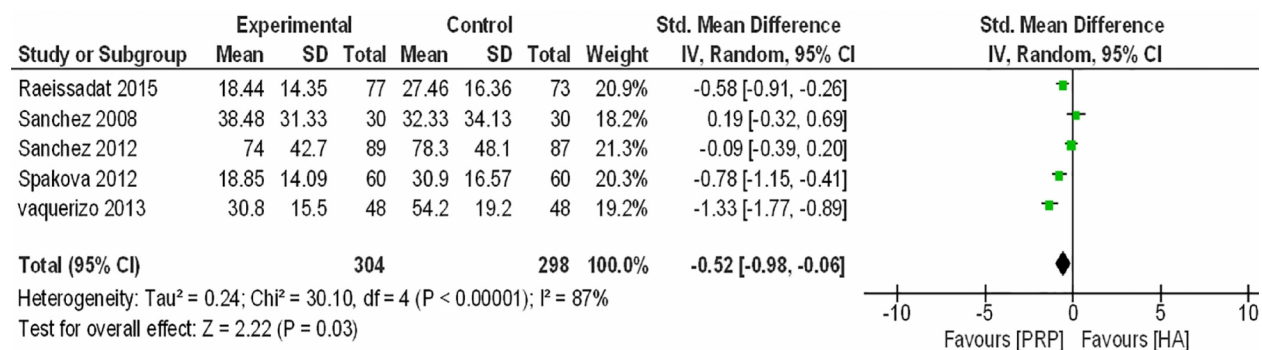 Experimental Control Std. Mean Difference Std. Mean Difference
Study or Subgroup Mean SD Total Mean SD Total Weight IV, Random, 95% CI IV, Random, 95% CI
Raeissadat 2015 18.44 14.35 77 27.46 16.36 73 20.9% -0.58 [-0.91, -0.26]
Sanchez 2008 38.48 31.33 30 32.33 34.13 30 18.2% 0.19 [-0.32, 0.69]
Sanchez 2012 74 42.7 89 78.3 48.1 87 21.3% -0.09 [-0.39, 0.20]
Spakova 2012 18.85 14.09 60 30.9 16.57 60 20.3% -0.78 [-1.15, -0.41]
vaquerizo 2013 30.8 15.5 48 54.2 19.2 48 19.2% -1.33 [-1.77, -0.89]
Total (95% CI) 304 298 100.0% -0.52 [-0.98, -0.06]
Heterogeneity: Tau² = 0.24; Chi² = 30.10, df = 4 (P < 0.00001); I² = 87%
Test for overall effect: Z = 2.22 (P = 0.03)
-10 -5 0 5 10
Favours [PRP] Favours [HA]